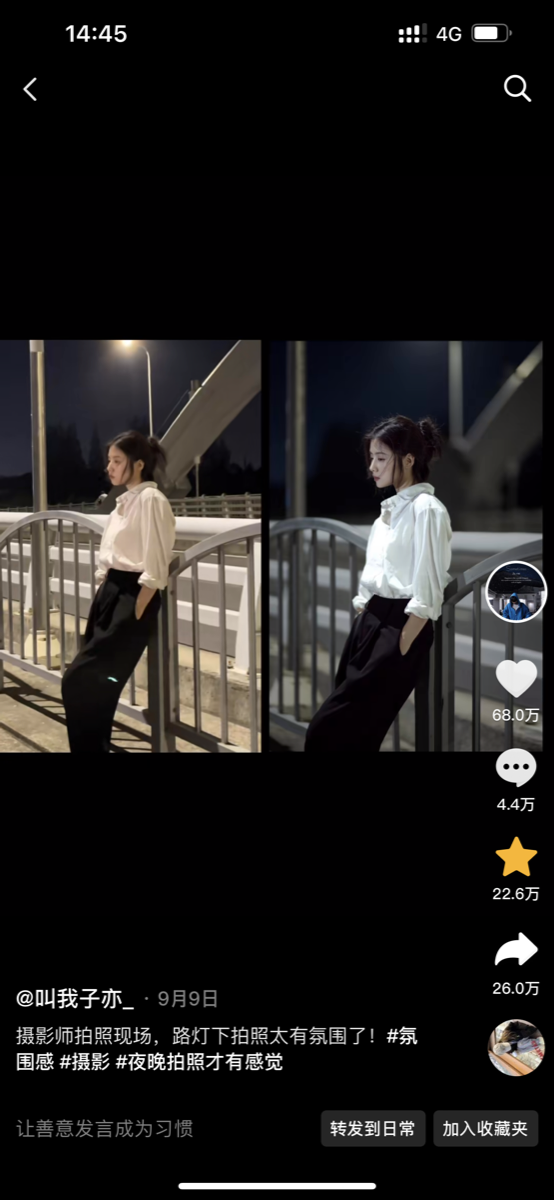 14:45
4G
68.0万
4.4万
22.6万
26.0万
@叫我子亦_ · 9月9日
摄影师拍照现场，路灯下拍照太有氛围了！#氛
围感 #摄影 #夜晚拍照才有感觉
让善意发言成为习惯
转发到日常
加入收藏夹